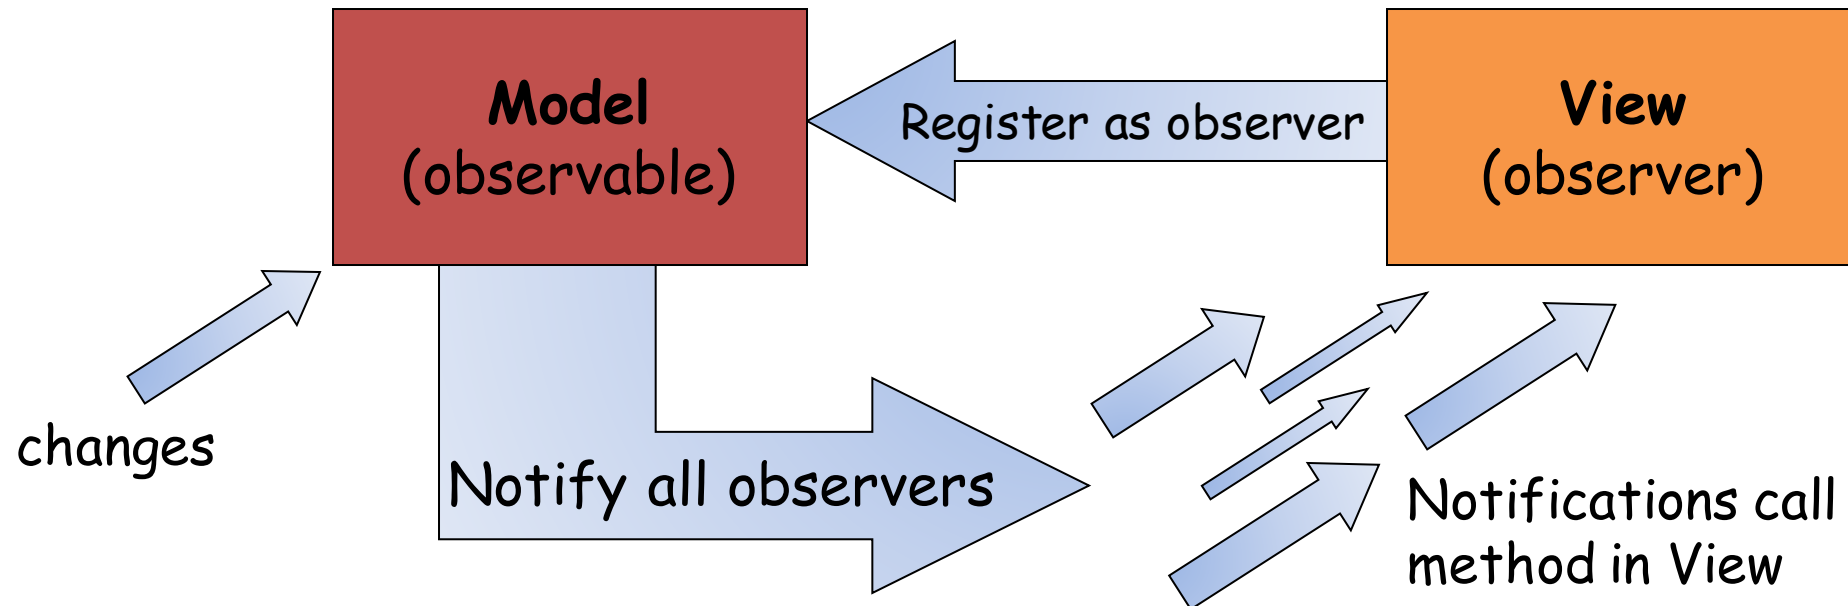 Model
(observable)
Register as observer
View
(observer)
changes
Notify all observers
Notifications call
method in View